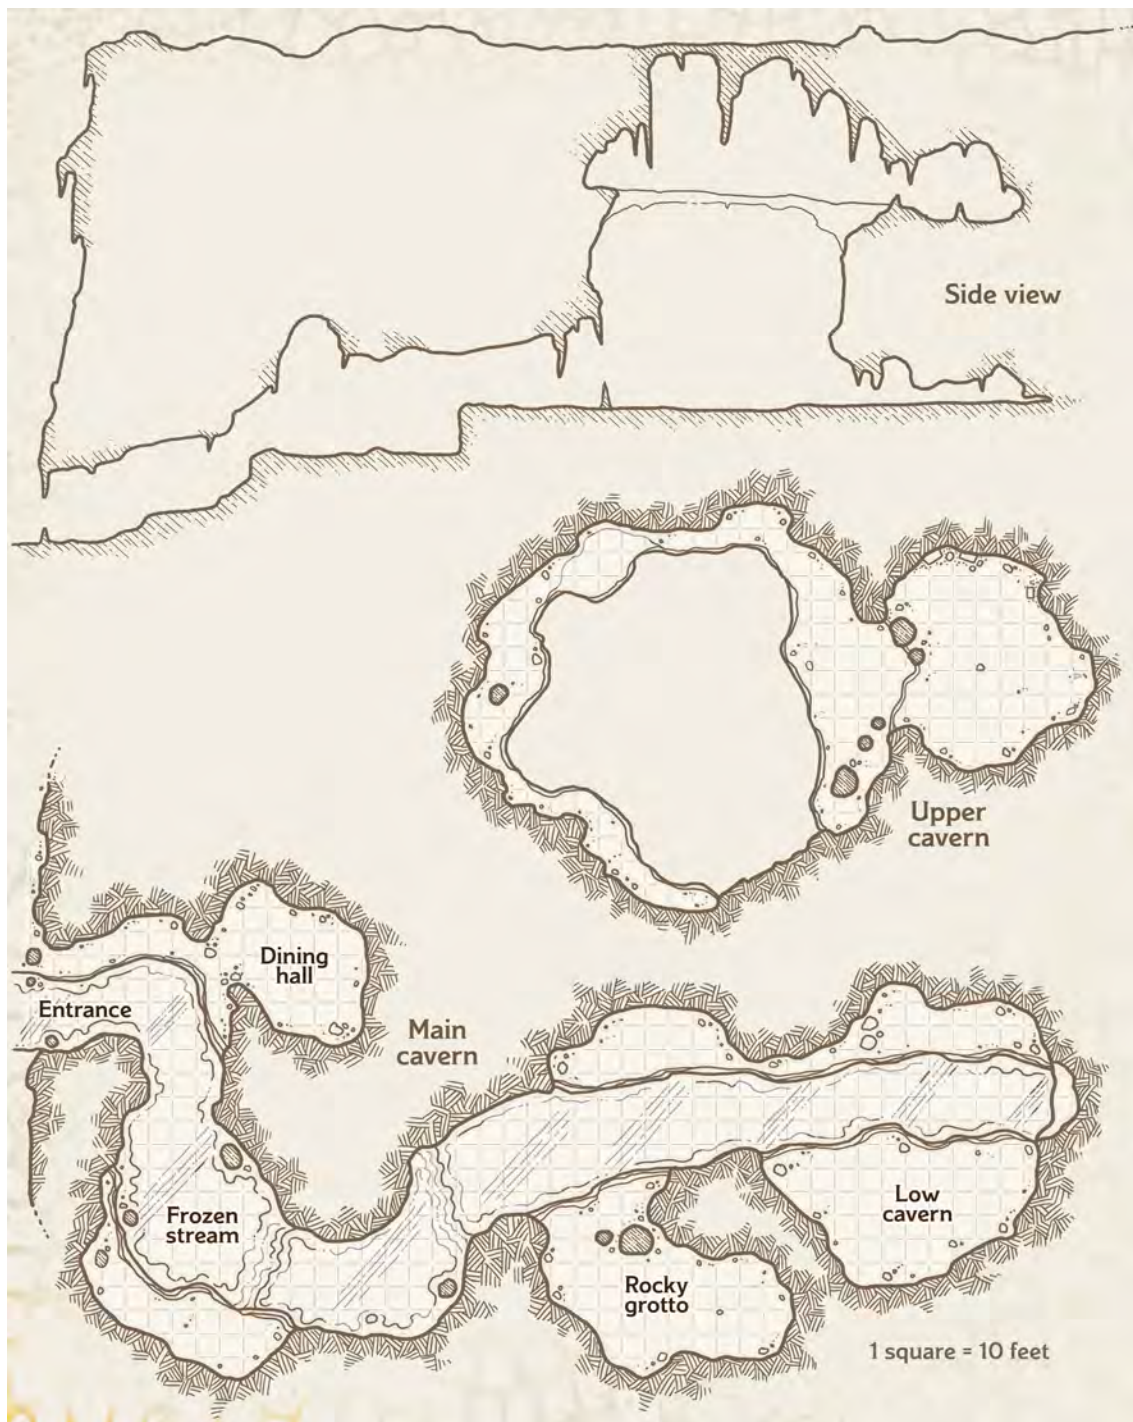 Side view
Upper
cavern
Dining
hall
Entrance
Main
cavern
Frozen
stream
Low
cavern
Rocky
grotto
1 square = 10 feet